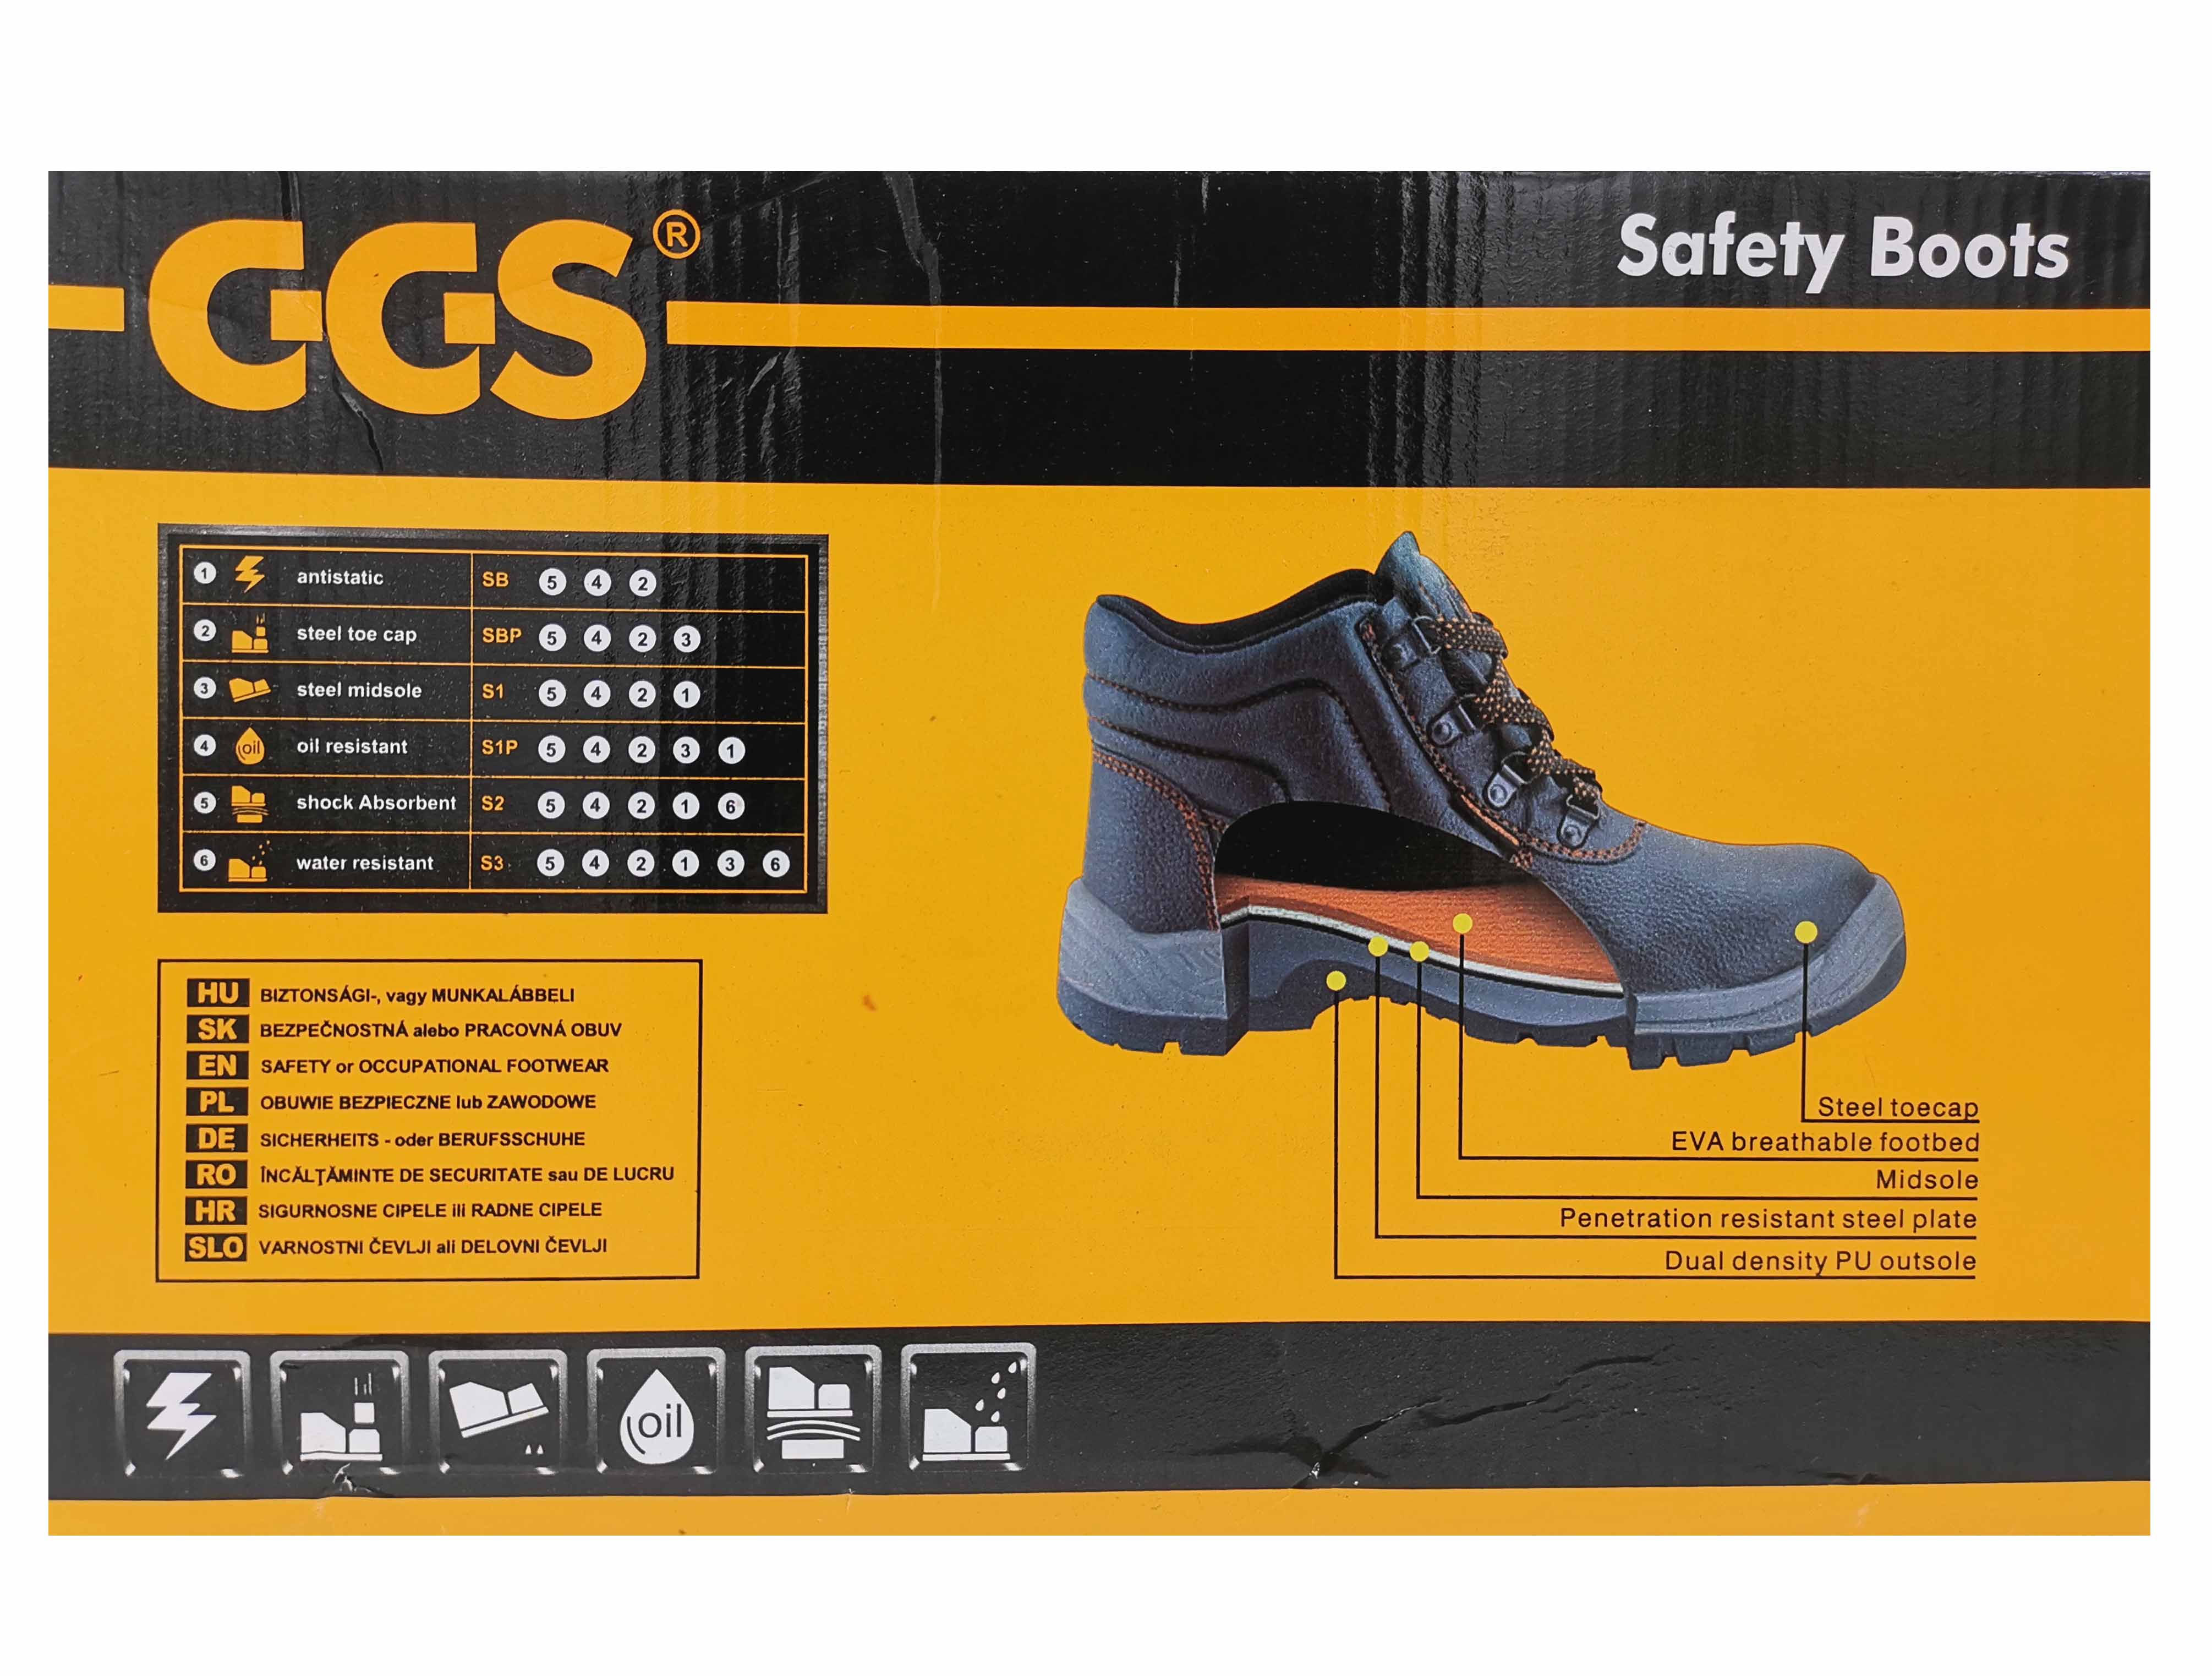 GGS®
Safety Boots
1 antistatic SB 5 4 2
2 steel toe cap SBP 5 4 2 3
3 steel midsole S1 5 4 2 1
4 oil oil resistant S1P 5 4 2 3 1
5 shock Absorbent S2 5 4 2 1 6
6 water resistant S3 5 4 2 1 3 6
HU BIZTONSÁGI-, vagy MUNKALÁBBELI
SK BEZPEČNOSTNÁ alebo PRACOVNÁ OBUV
EN SAFETY or OCCUPATIONAL FOOTWEAR
PL OBUWIE BEZPIECZNE lub ZAWODOWE
DE SICHERHEITS - oder BERUFSSCHUHE
RO ÎNCĂLŢĂMINTE DE SECURITATE sau DE LUCRU
HR SIGURNOSNE CIPELE ili RADNE CIPELE
SLO VARNOSTNI ČEVLJI ali DELOVNI ČEVLJI
Steel toecap
EVA breathable footbed
Midsole
Penetration resistant steel plate
Dual density PU outsole
oil